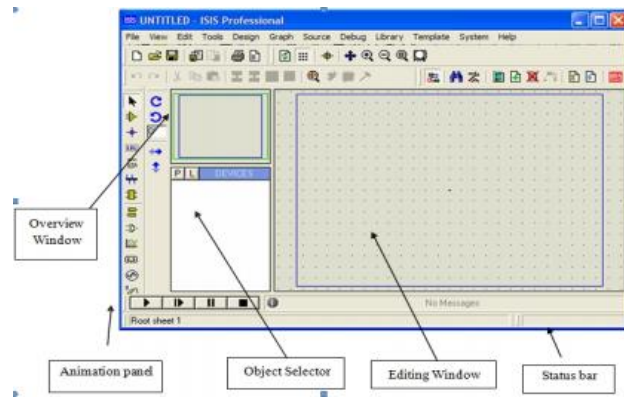 UNTITLED - ISIS Professional
File View Edit Tools Design Graph Source Debug Library Template System Help
P L DEVICES
Overview
Window
No Messages
Root sheet 1
Animation panel
Object Selector
Editing Window
Status bar